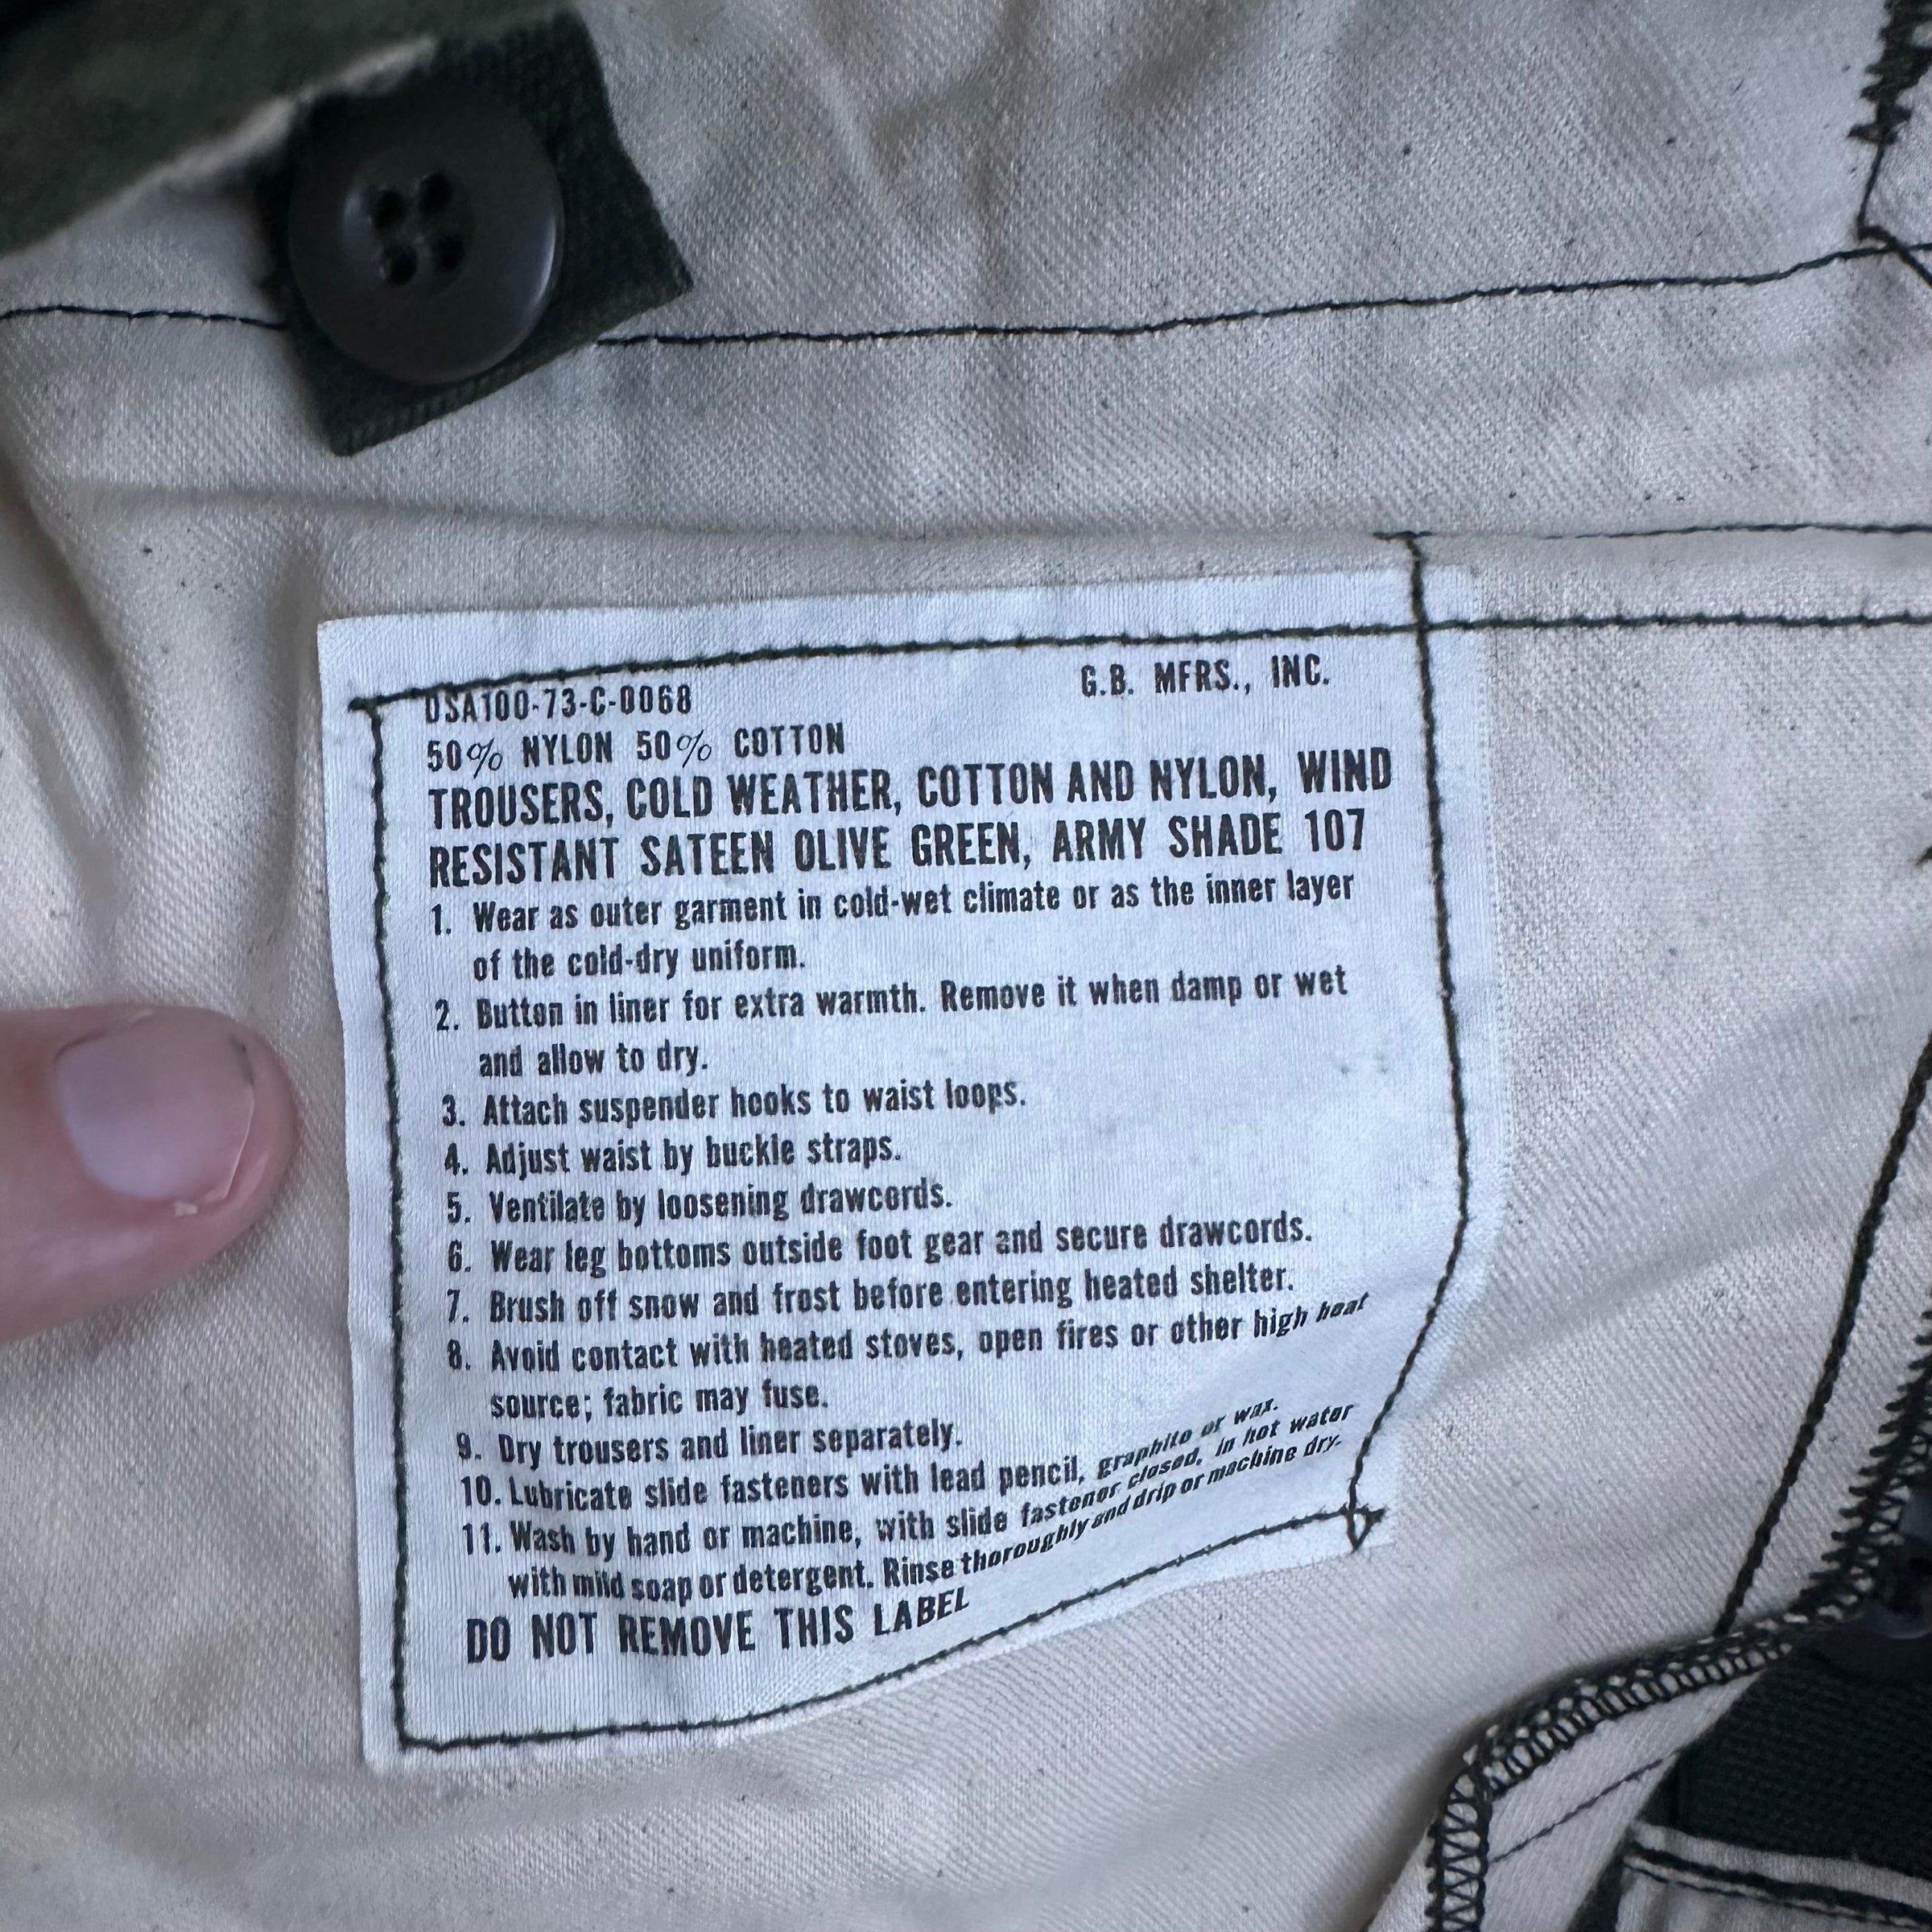 DSA100-73-C-0068 G.B. MFRS., INC.
50% NYLON 50% COTTON
TROUSERS, COLD WEATHER, COTTON AND NYLON, WIND
RESISTANT SATEEN OLIVE GREEN, ARMY SHADE 107
1. Wear as outer garment in cold-wet climate or as the inner layer
of the cold-dry uniform.
2. Button in liner for extra warmth. Remove it when damp or wet
and allow to dry.
3. Attach suspender hooks to waist loops.
4. Adjust waist by buckle straps.
5. Ventilate by loosening drawcords.
6. Wear leg bottoms outside foot gear and secure drawcords.
7. Brush off snow and frost before entering heated shelter.
8. Avoid contact with heated stoves, open fires or other high heat
source; fabric may fuse.
9. Dry trousers and liner separately.
10. Lubricate slide fasteners with lead pencil, graphite or wax.
11. Wash by hand or machine, with slide fastener closed, in hot water
with mild soap or detergent. Rinse thoroughly and drip or machine dry.
DO NOT REMOVE THIS LABEL